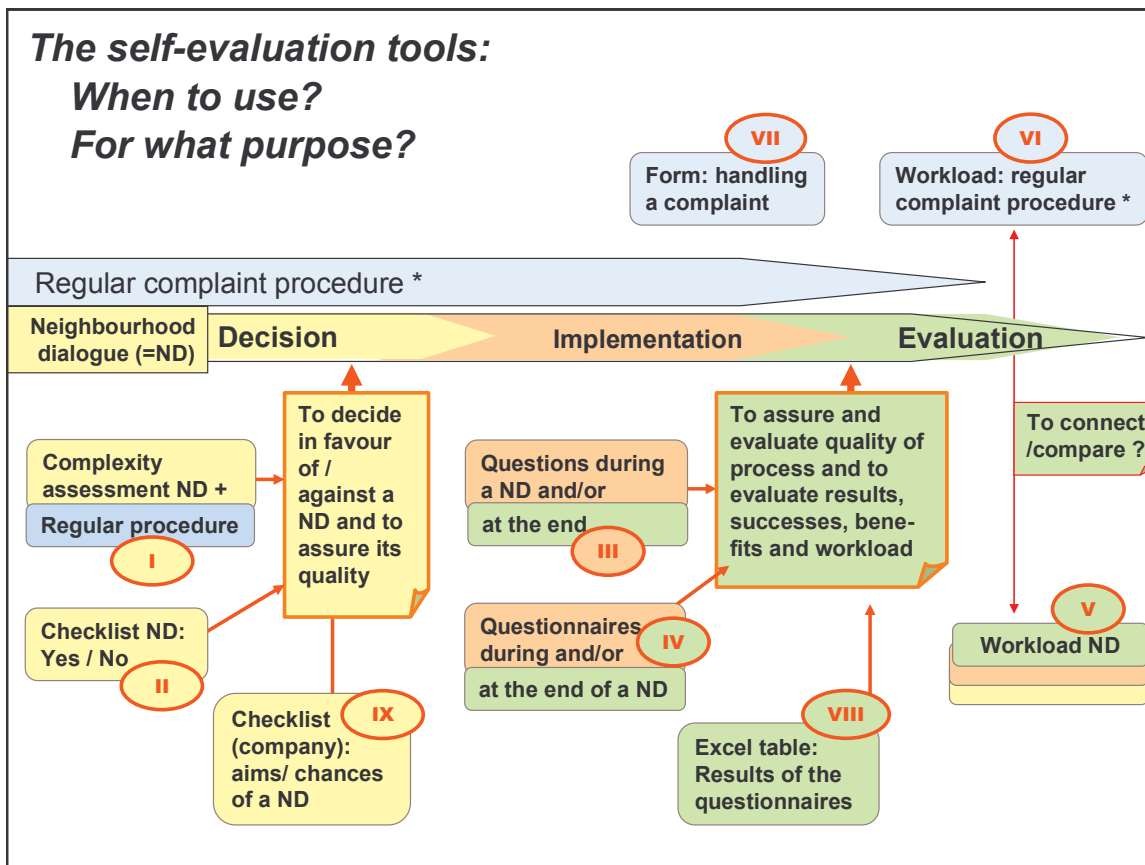 The self-evaluation tools:
When to use?
For what purpose?
VII
Form: handling
a complaint
VI
Workload: regular
complaint procedure *
Regular complaint procedure *
Neighbourhood
dialogue (=ND)
Decision
Implementation
Evaluation
To decide
in favour
of /
against a
ND and to
assure its
quality
Complexity
assessment ND +
Regular procedure
I
Checklist ND:
Yes / No
II
IX
Checklist
(company):
aims/ chances
of a ND
To assure and
evaluate quality of
process and to
evaluate results,
successes, bene-
fits and workload
Questions during
a ND and/or
at the end
III
Questionnaires
during and/or
at the end of a ND
IV
VIII
Excel table:
Results of the
questionnaires
To connect
/compare ?
V
Workload ND